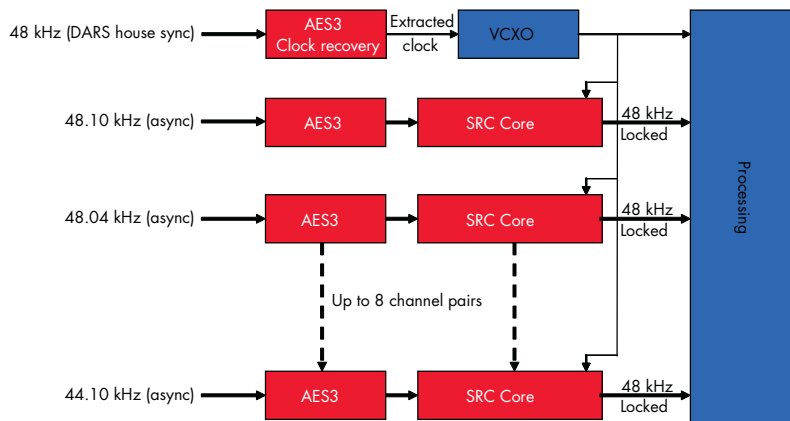 48 kHz (DARS house sync)
AES3
Clock recovery
Extracted
clock
VCXO
48.10 kHz (async)
AES3
SRC Core
48 kHz
Locked
48.04 kHz (async)
AES3
SRC Core
48 kHz
Locked
Processing
Up to 8 channel pairs
44.10 kHz (async)
AES3
SRC Core
48 kHz
Locked